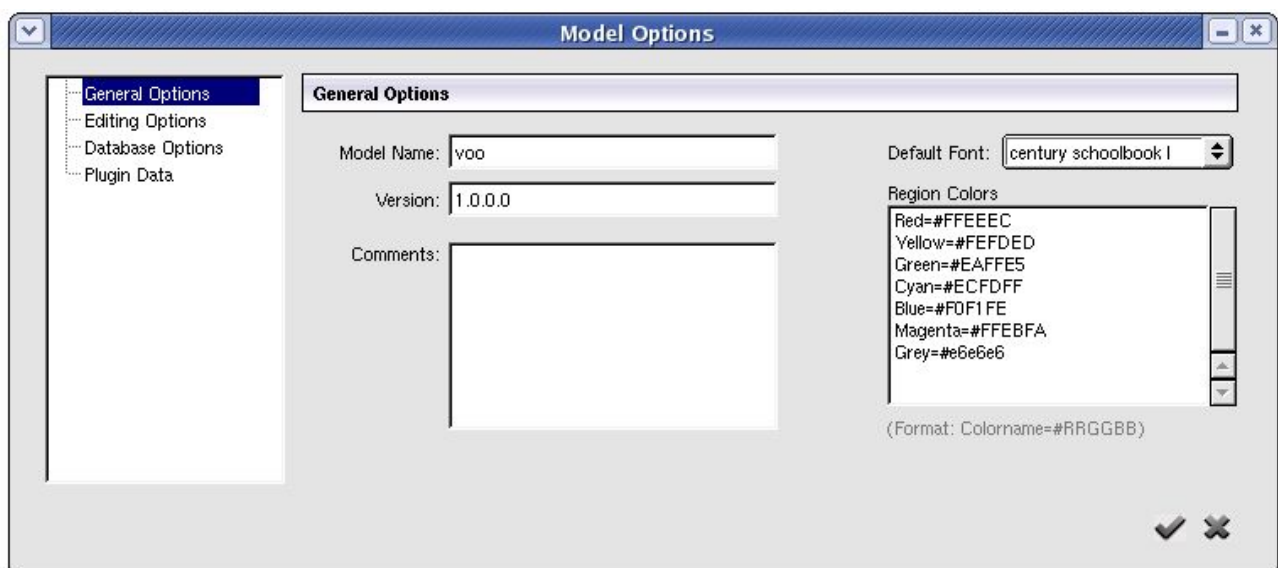 Model Options
General Options
Editing Options
Database Options
Plugin Data
General Options
Model Name: voo
Version: 1.0.0.0
Comments:
Default Font: century schoolbook l
Region Colors
Red=#FFEEEC
Yellow=#FEFDED
Green=#EAFFE5
Cyan=#ECFDFF
Blue=#F0F1FE
Magenta=#FFEBFA
Grey=#e6e6e6
(Format: Colorname=#RRGGBB)